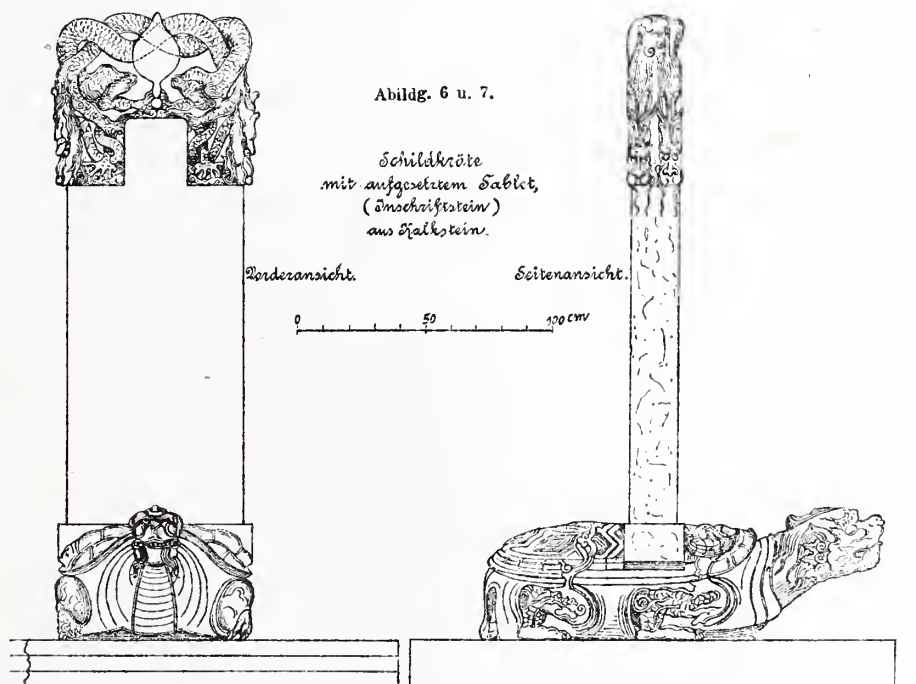 Abildg. 6 u. 7.
Schildkröte
mit aufgesetztem Tablet,
(Inschriftstein)
aus Kalkstein.
Vorderansicht.
Seitenansicht.
0 50 100 cm